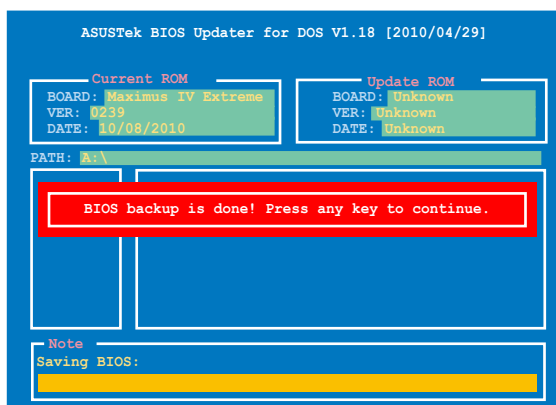 ASUSTek BIOS Updater for DOS V1.18 [2010/04/29]
Current ROM
BOARD: Maximus IV Extreme
VER: 0239
DATE: 10/08/2010
Update ROM
BOARD: Unknown
VER: Unknown
DATE: Unknown
PATH: A:\
BIOS backup is done! Press any key to continue.
Note
Saving BIOS: